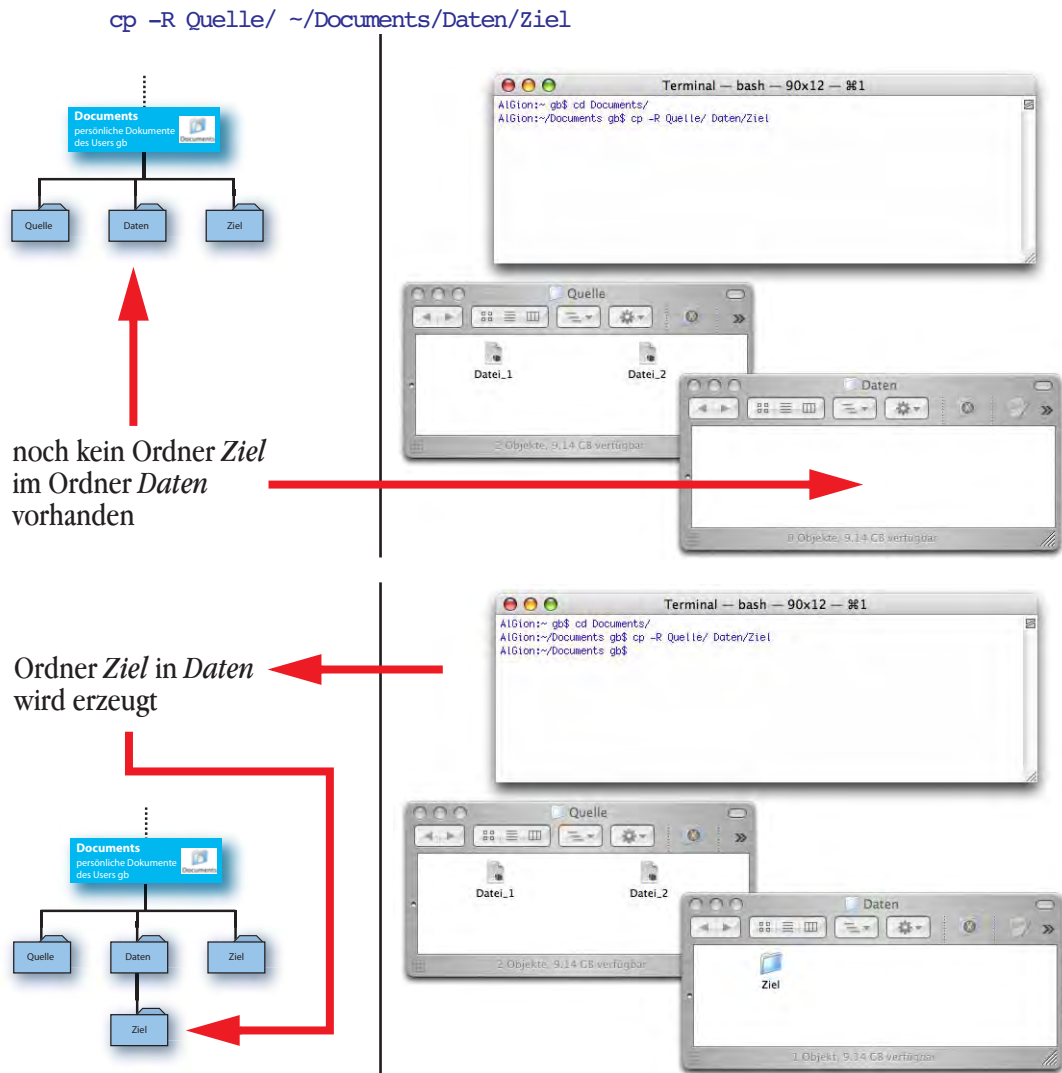 cp -R Quelle/ ~/Documents/Daten/Ziel
Documents
persönliche Dokumente
des Users gb
Documents
Quelle
Daten
Ziel
noch kein Ordner Ziel
im Ordner Daten
vorhanden
Terminal — bash — 90x12 — ⌘1
AlGion:~ gb$ cd Documents/
AlGion:~/Documents gb$ cp -R Quelle/ Daten/Ziel
Quelle
Datei_1
Datei_2
2 Objekte, 9.14 GB verfügbar
Daten
0 Objekte, 9.14 GB verfügbar
Ordner Ziel in Daten
wird erzeugt
Documents
persönliche Dokumente
des Users gb
Documents
Quelle
Daten
Ziel
Ziel
Terminal — bash — 90x12 — ⌘1
AlGion:~ gb$ cd Documents/
AlGion:~/Documents gb$ cp -R Quelle/ Daten/Ziel
AlGion:~/Documents gb$
Quelle
Datei_1
Datei_2
2 Objekte, 9.14 GB verfügbar
Daten
Ziel
1 Objekt, 9.14 GB verfügbar